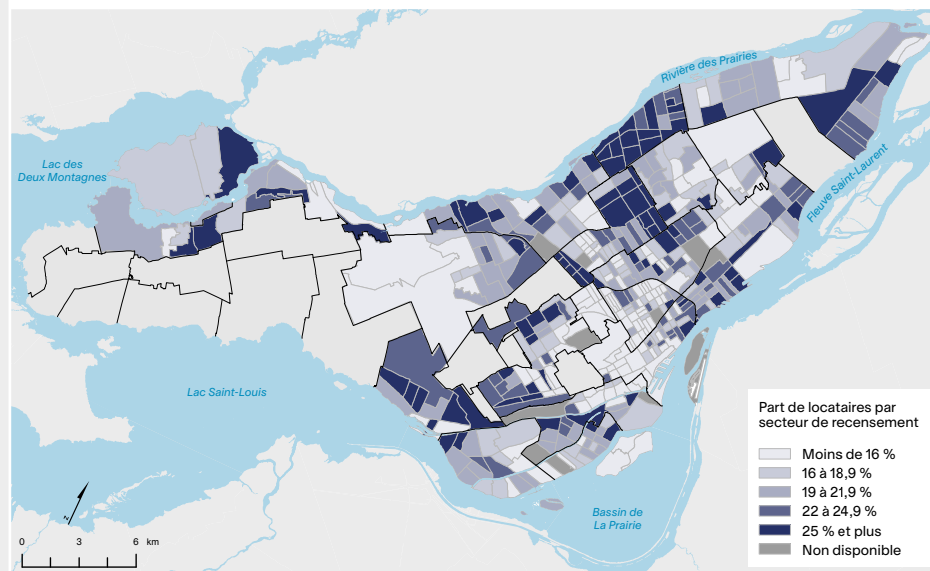 Rivière des Prairies
Lac des
Deux Montagnes
Fleuve Saint-Laurent
Lac Saint-Louis
Bassin de
La Prairie
Part de locataires par
secteur de recensement
Moins de 16 %
16 à 18,9 %
19 à 21,9 %
22 à 24,9 %
25 % et plus
Non disponible
N
0 3 6 km